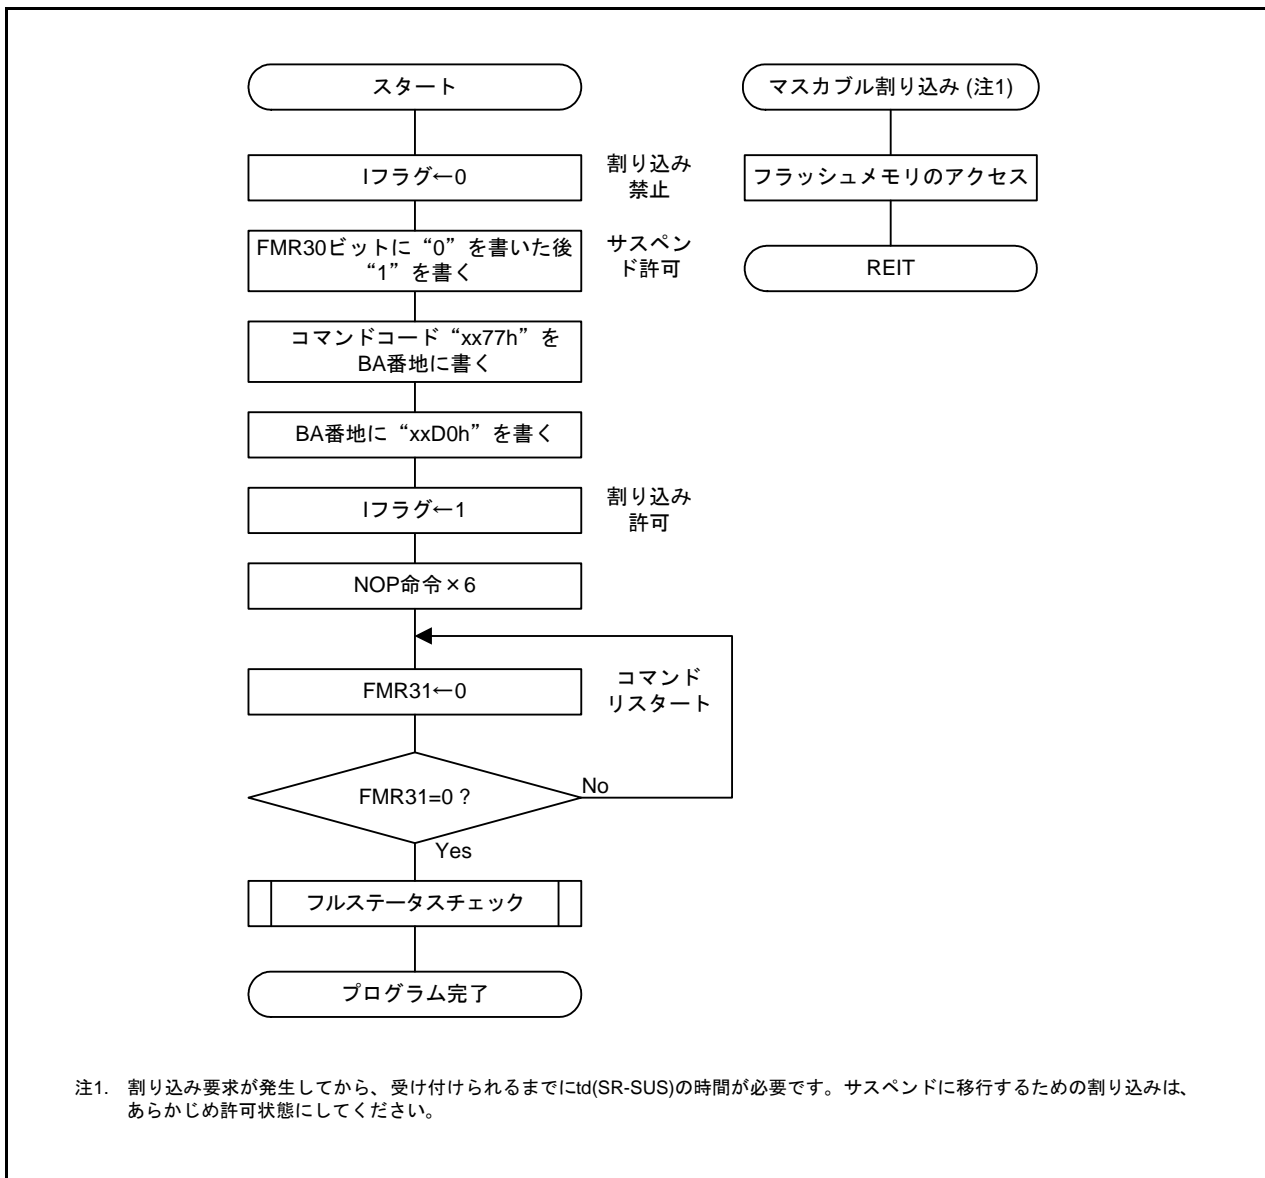 スタート
Iフラグ←0
割り込み
禁止
FMR30ビットに“0”を書いた後
“1”を書く
サスペン
ド許可
コマンドコード“xx77h”を
BA番地に書く
BA番地に“xxD0h”を書く
Iフラグ←1
割り込み
許可
NOP命令×6
FMR31←0
コマンド
リスタート
FMR31=0 ?
No
Yes
フルステータスチェック
プログラム完了
マスカブル割り込み (注1)
フラッシュメモリのアクセス
REIT
注1. 割り込み要求が発生してから、受け付けられるまでにtd(SR-SUS)の時間が必要です。サスペンドに移行するための割り込みは、
あらかじめ許可状態にしてください。